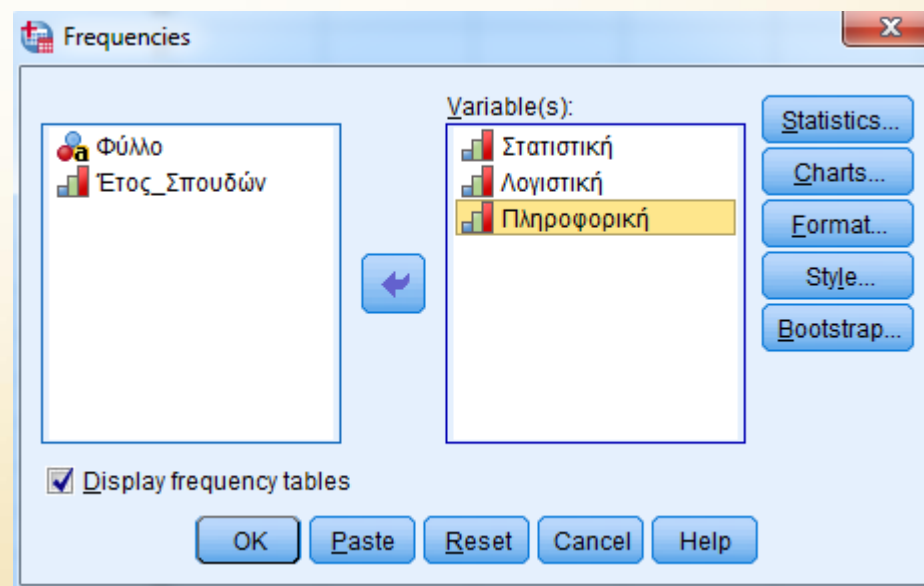 Frequencies
Variable(s):
Φύλλο
Έτος_Σπουδών
Στατιστική
Λογιστική
Πληροφορική
Statistics...
Charts...
Format...
Style...
Bootstrap...
Display frequency tables
OK Paste Reset Cancel Help